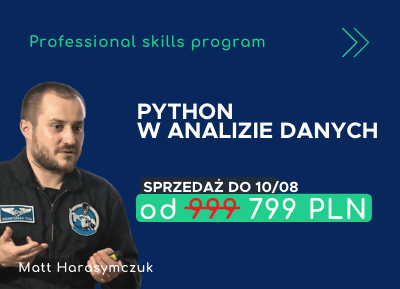 Professional skills program
PYTHON
W ANALIZIE DANYCH
SPRZEDAŻ DO 10/08
od 999 799 PLN
Matt Harasymczuk